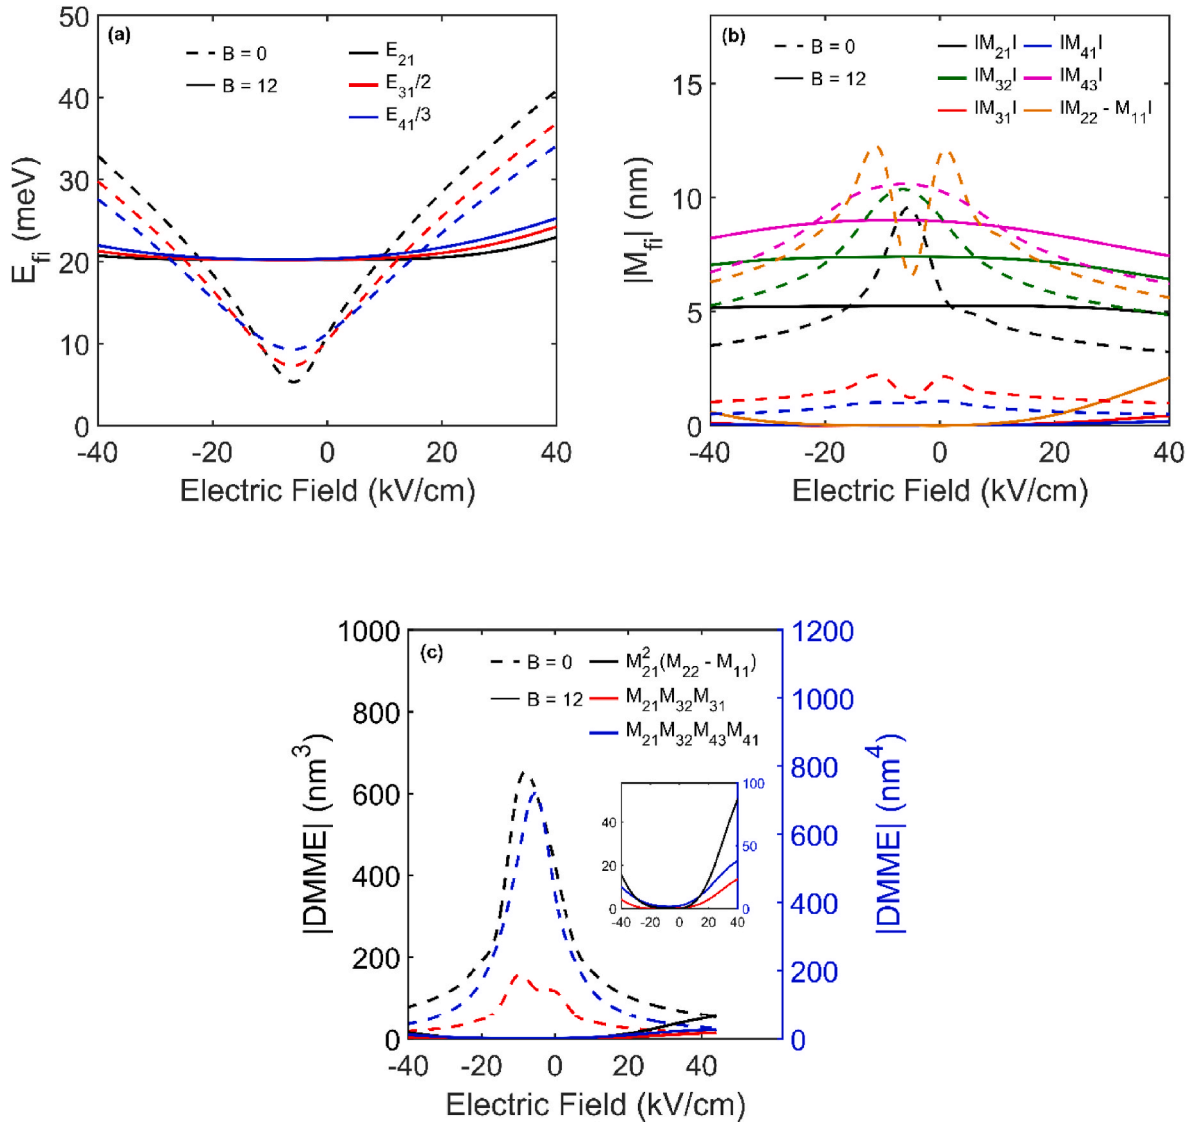 (a)
B = 0
B = 12
E21
E31/2
E41/3
50
40
30
20
10
0
-40 -20 0 20 40
Efi (meV)
Electric Field (kV/cm)
(b)
B = 0
B = 12
|M21|
|M32|
|M31|
|M41|
|M43|
|M22 - M11|
15
10
5
0
-40 -20 0 20 40
|Mfi| (nm)
Electric Field (kV/cm)
(c)
B = 0
B = 12
M²21(M22 - M11)
M21M32M31
M21M32M43M41
1000
800
600
400
200
0
1200
1000
800
600
400
200
0
-40 -20 0 20 40
|DMME| (nm³)
|DMME| (nm⁴)
40
20
0
100
50
0
-40 -20 0 20 40
Electric Field (kV/cm)